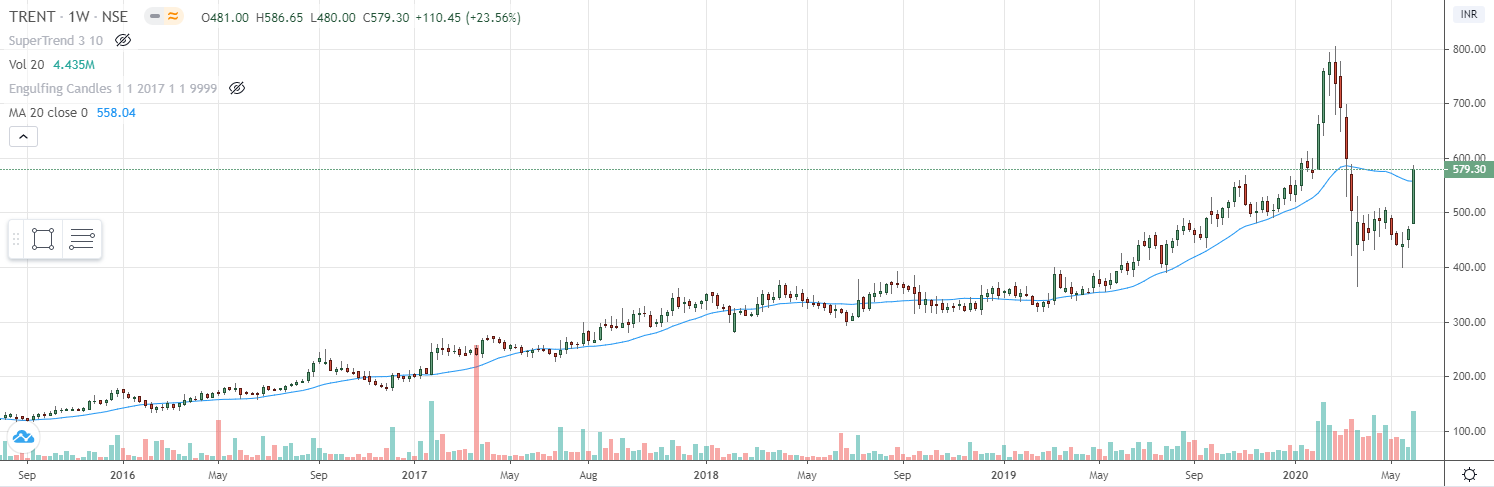 TRENT · 1W · NSE O481.00 H586.65 L480.00 C579.30 +110.45 (+23.56%)
INR
SuperTrend 3 10
Vol 20 4.435M
Engulfing Candles 1 1 2017 1 1 9999
MA 20 close 0 558.04
800.00
700.00
600.00
579.30
500.00
400.00
300.00
200.00
100.00
Sep 2016 May Sep 2017 May Aug 2018 May Sep 2019 May Sep 2020 May